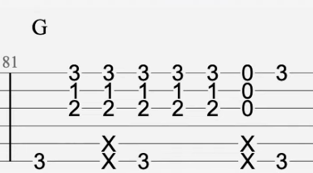 G
81
3 3 3 3 3 0 3
1 1 1 1 1 0
2 2 2 2 2 0
X X
3 X 3 X 3